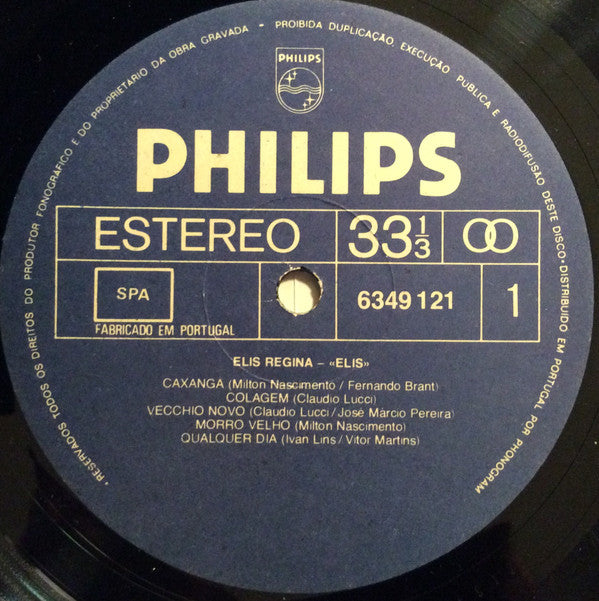 • RESERVADOS TODOS OS DIREITOS DO PRODUTOR FONOGRÁFICO E DO PROPRIETÁRIO DA OBRA GRAVADA - PROIBIDA DUPLICAÇÃO, EXECUÇÃO PÚBLICA E RADIODIFUSÃO DESTE DISCO • DISTRIBUIDO EM PORTUGAL POR PHONOGRAM
PHILIPS
PHILIPS
ESTEREO 33 1/3
SPA 6349 121 1
FABRICADO EM PORTUGAL
ELIS REGINA – «ELIS»
CAXANGA (Milton Nascimento / Fernando Brant)
COLAGEM (Claudio Lucci)
VECCHIO NOVO (Claudio Lucci / José Márcio Pereira)
MORRO VELHO (Milton Nascimento)
QUALQUER DIA (Ivan Lins / Vitor Martins)